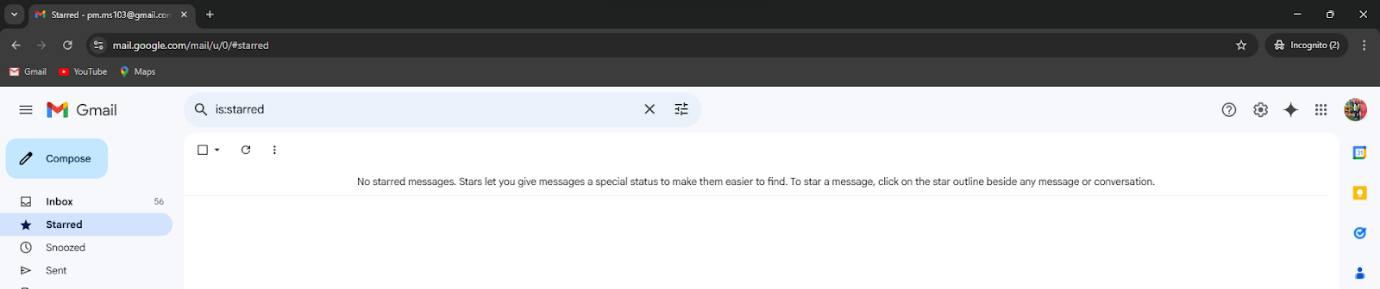 Starred - pm.ms103@gmail.com
mail.google.com/mail/u/0/#starred
Incognito (2)
Gmail YouTube Maps
Gmail
is:starred
Compose
No starred messages. Stars let you give messages a special status to make them easier to find. To star a message, click on the star outline beside any message or conversation.
Inbox 56
Starred
Snoozed
Sent